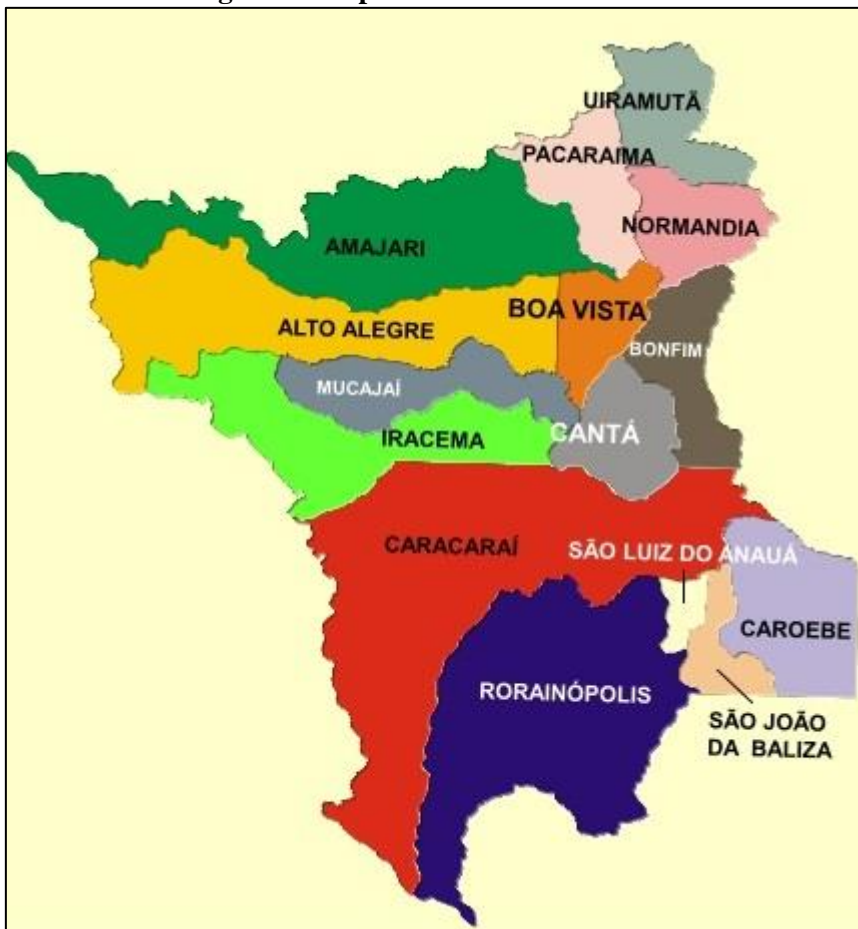 UIRAMUTÃ
PACARAIMA
NORMANDIA
AMAJARI
BOA VISTA
ALTO ALEGRE
BONFIM
MUCAJAÍ
IRACEMA
CANTÁ
CARACARAÍ
SÃO LUIZ DO ANAUÁ
CAROEBE
RORAINÓPOLIS
SÃO JOÃO
DA BALIZA